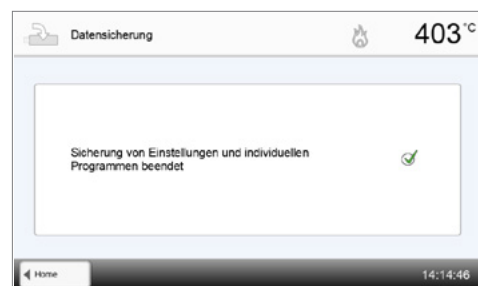 Datensicherung
403°C
Sicherung von Einstellungen und individuellen
Programmen beendet
Home
14:14:46